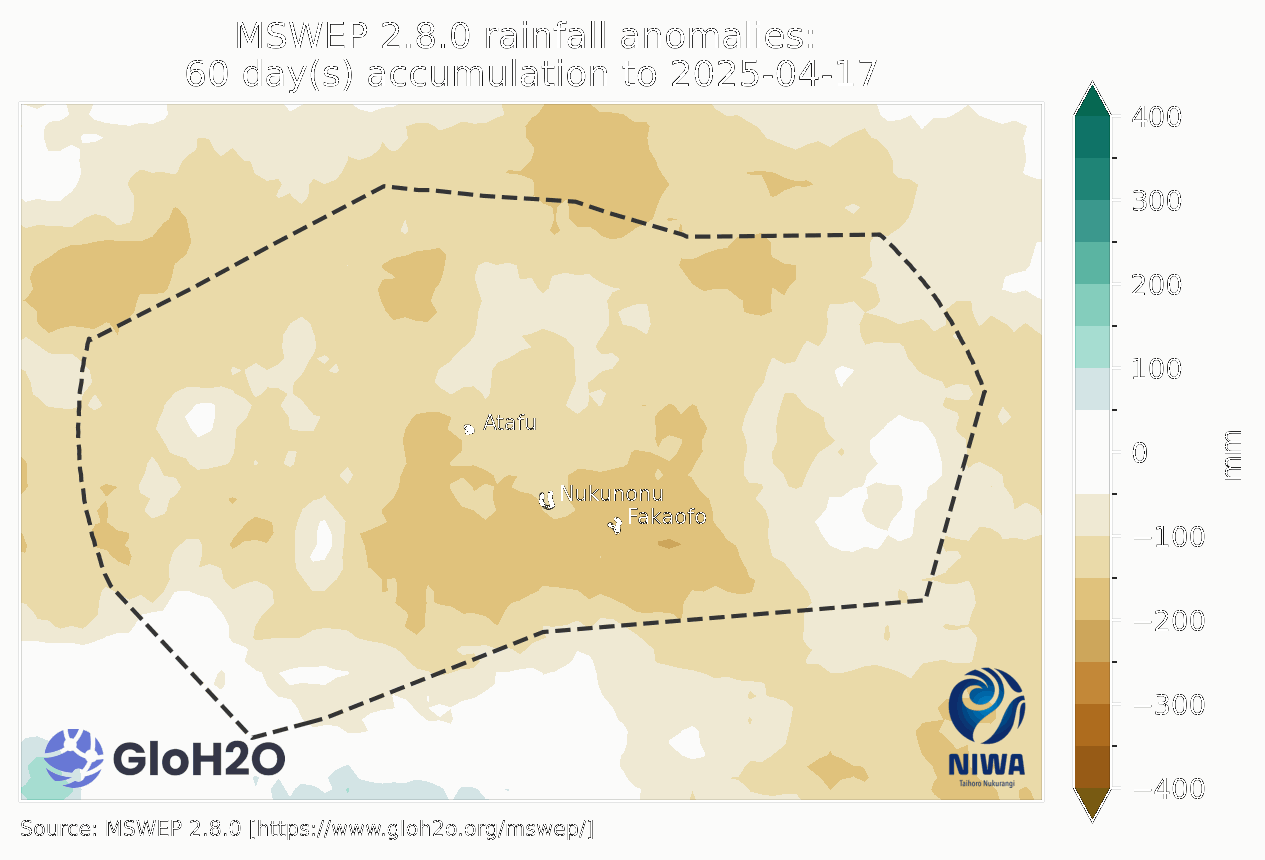 MSWEP 2.8.0 rainfall anomalies:
60 day(s) accumulation to 2025-04-17
400
300
200
100
0
−100
−200
−300
−400
mm
Atafu
Nukunonu
Fakaofo
GloH2O
NIWA
Taihoro Nukurangi
Source: MSWEP 2.8.0 [https://www.gloh2o.org/mswep/]